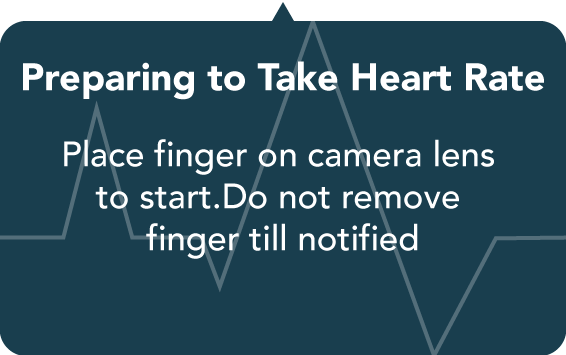 Preparing to Take Heart Rate
Place finger on camera lens
to start.Do not remove
finger till notified